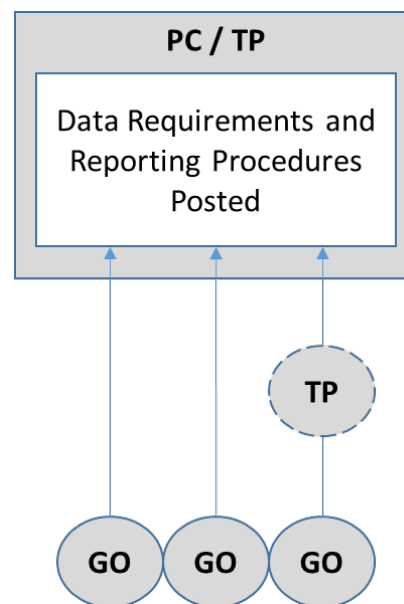 PC / TP
Data Requirements and
Reporting Procedures
Posted
TP
GO GO GO